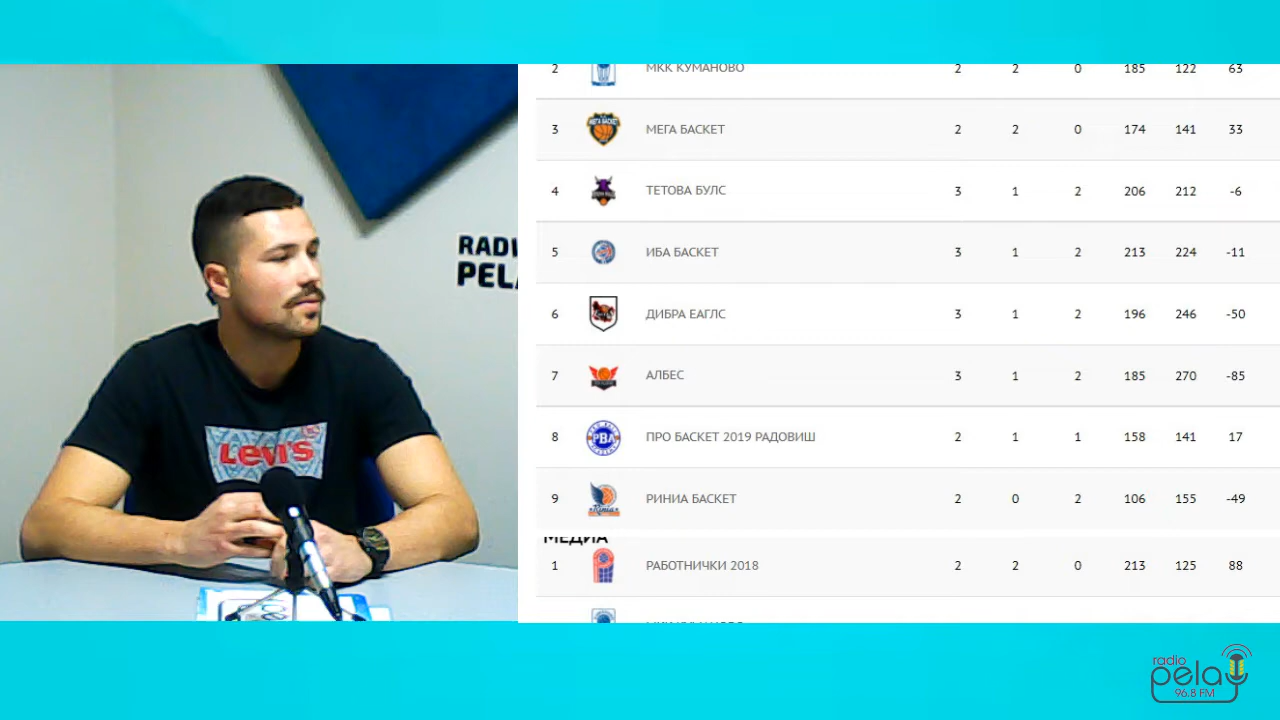 RADI
PEL
Levi's
2 МКК КУМАНОВО 2 2 0 185 122 63
3 МЕГА БАСКЕТ 2 2 0 174 141 33
4 ТЕТОВА БУЛС 3 1 2 206 212 -6
5 ИБА БАСКЕТ 3 1 2 213 224 -11
6 ДИБРА ЕАГЛС 3 1 2 196 246 -50
7 АЛБЕС 3 1 2 185 270 -85
8 ПРО БАСКЕТ 2019 РАДОВИШ 2 1 1 158 141 17
PBA
9 РИНИА БАСКЕТ 2 0 2 106 155 -49
МЕДИА
1 РАБОТНИЧКИ 2018 2 2 0 213 125 88
radio
pela
96.8 FM